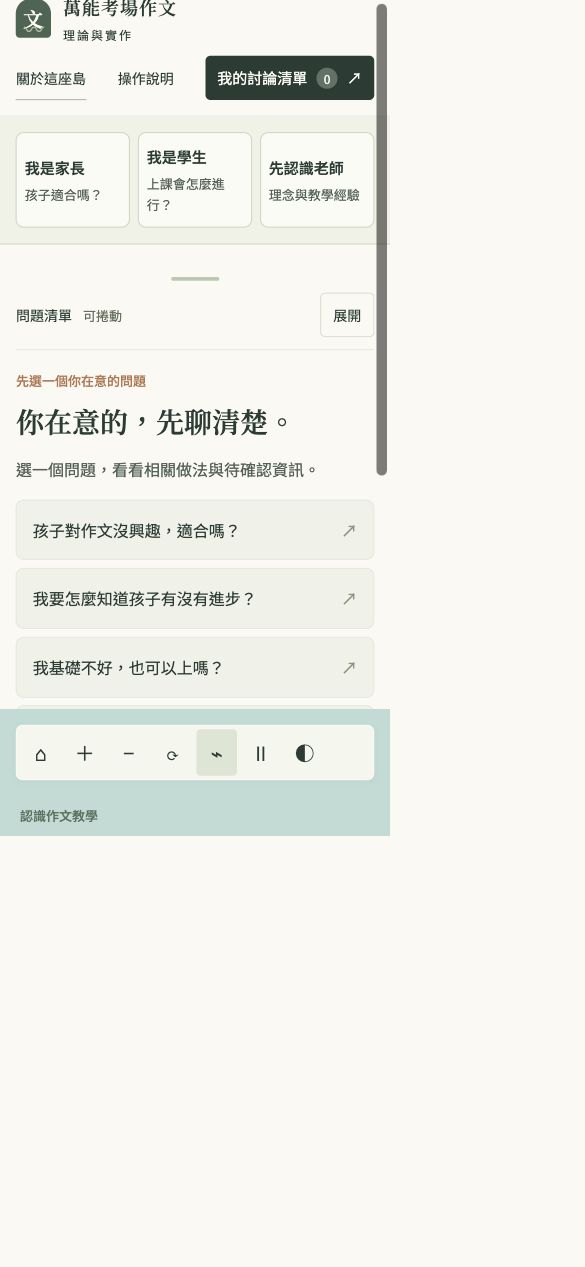 文
萬能考場作文
理論與實作
關於這座島
操作說明
我的討論清單 0 ↗
我是家長
孩子適合嗎？
我是學生
上課會怎麼進
行？
先認識老師
理念與教學經驗
問題清單 可捲動
展開
先選一個你在意的問題
你在意的，先聊清楚。
選一個問題，看看相關做法與待確認資訊。
孩子對作文沒興趣，適合嗎？ ↗
我要怎麼知道孩子有沒有進步？ ↗
我基礎不好，也可以上嗎？ ↗
認識作文教學